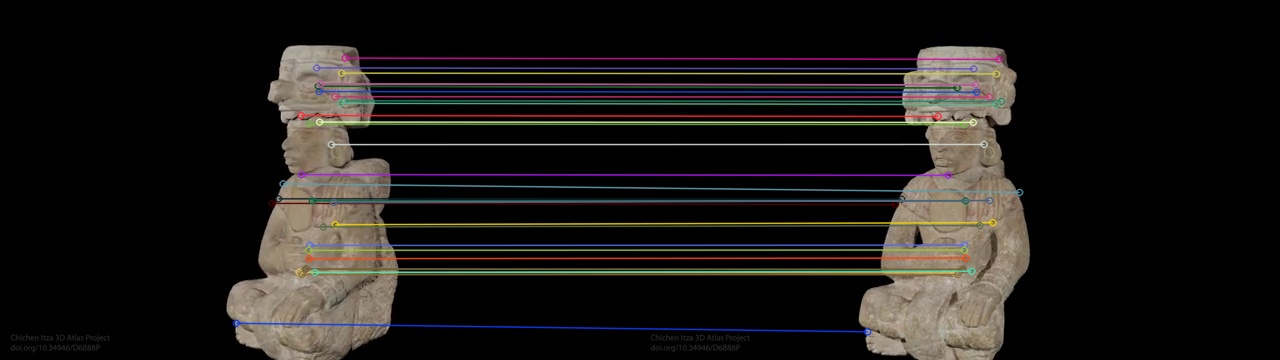 Chichen Itza 3D Atlas Project
doi.org/10.34946/D6B88P
Chichen Itza 3D Atlas Project
doi.org/10.34946/D6B88P